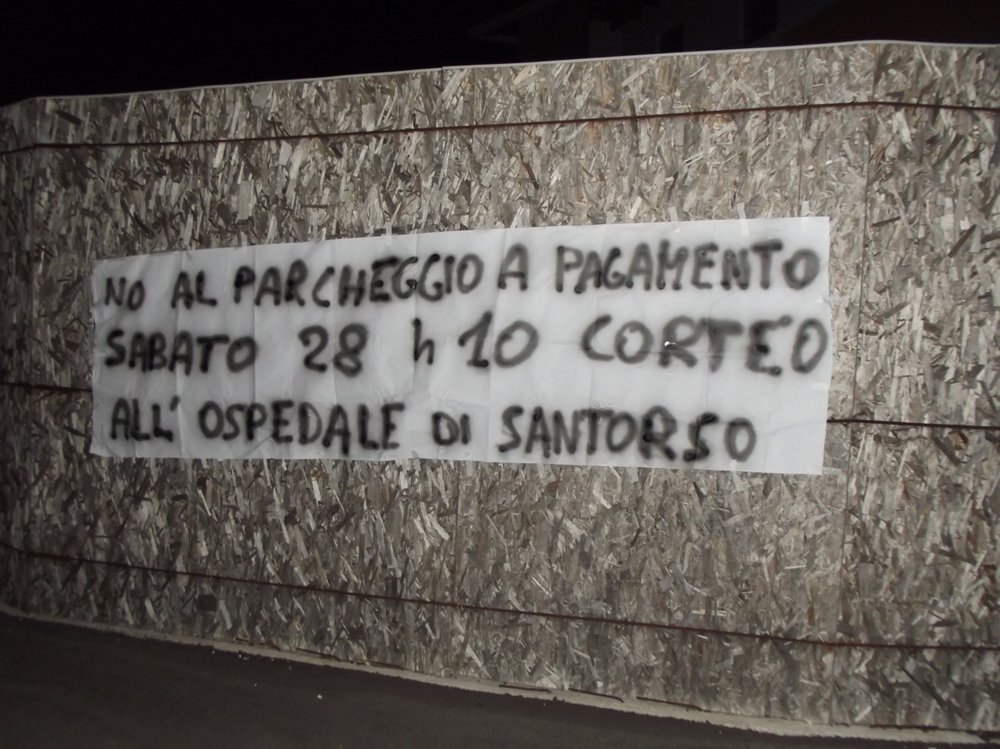 NO AL PARCHEGGIO A PAGAMENTO
SABATO 28 h 10 CORTEO
ALL' OSPEDALE DI SANTORSO